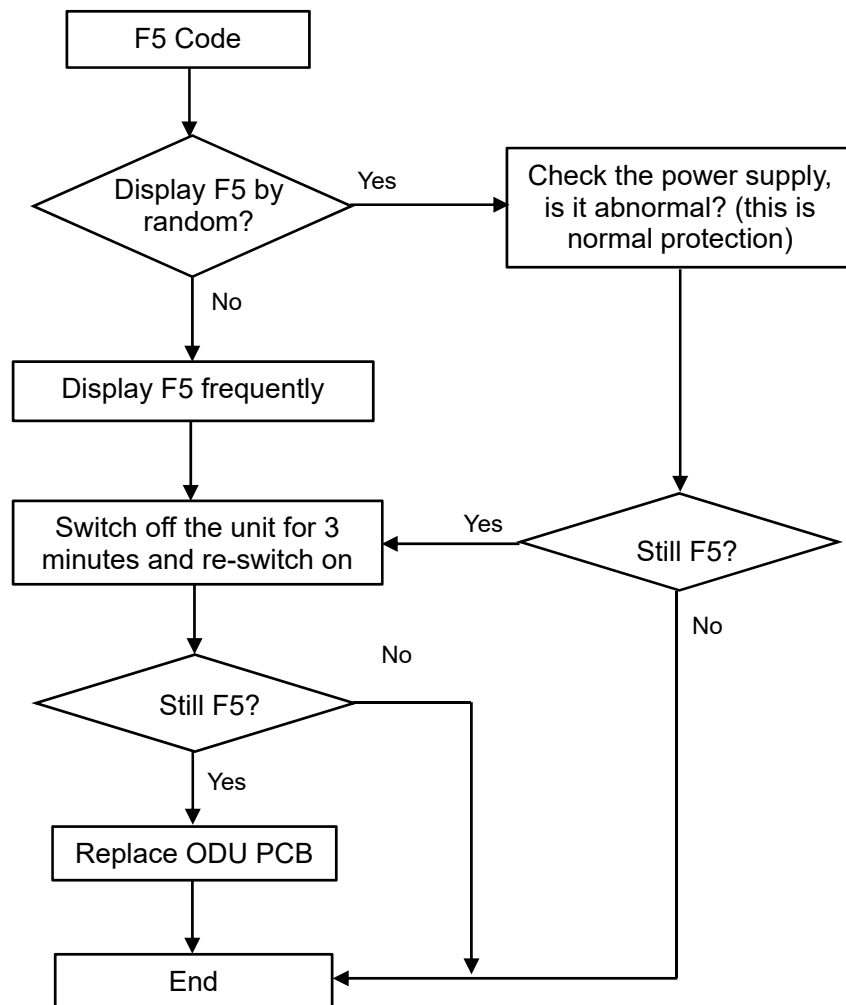 F5 Code
Display F5 by
random?
Yes
Check the power supply,
is it abnormal? (this is
normal protection)
No
Display F5 frequently
Switch off the unit for 3
minutes and re-switch on
Yes
Still F5?
No
No
Still F5?
Yes
Replace ODU PCB
End